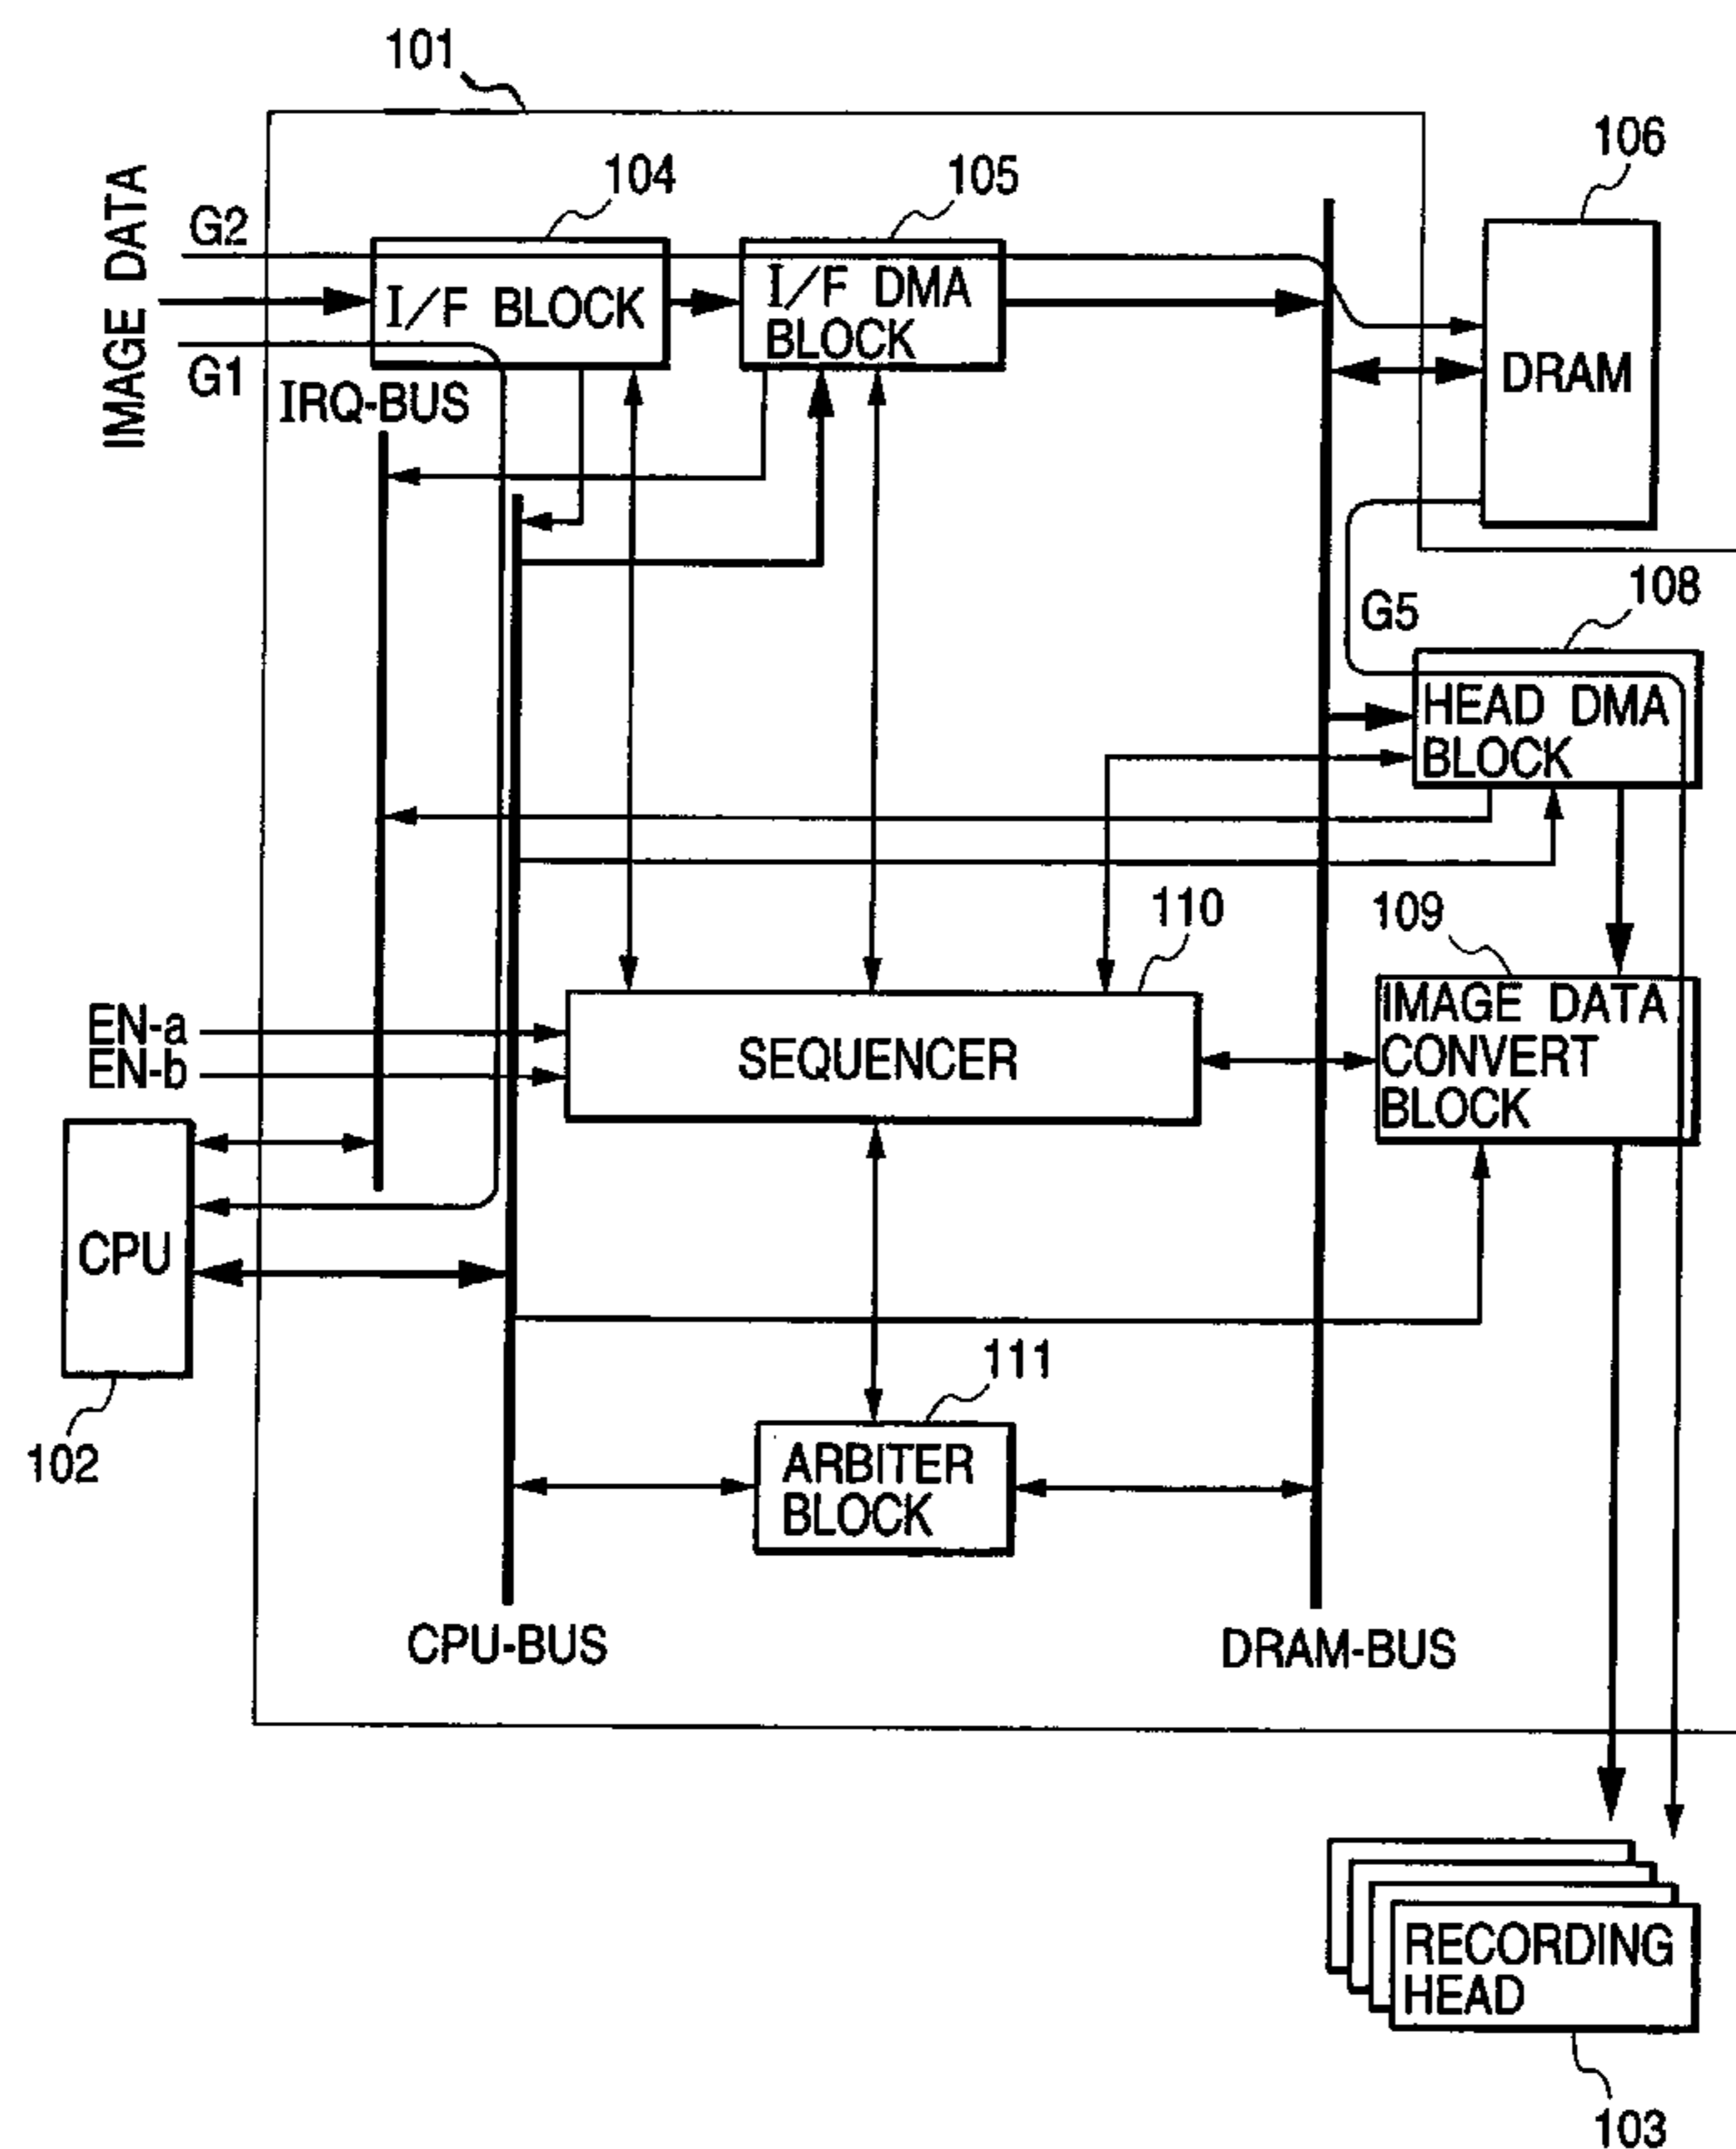 101
106
104
105
IMAGE DATA
G2
I/F BLOCK
I/F DMA
BLOCK
DRAM
G1
IRQ-BUS
108
G5
HEAD DMA
BLOCK
110
109
EN-a
EN-b
SEQUENCER
IMAGE DATA
CONVERT
BLOCK
CPU
111
102
ARBITER
BLOCK
CPU-BUS
DRAM-BUS
RECORDING
HEAD
103